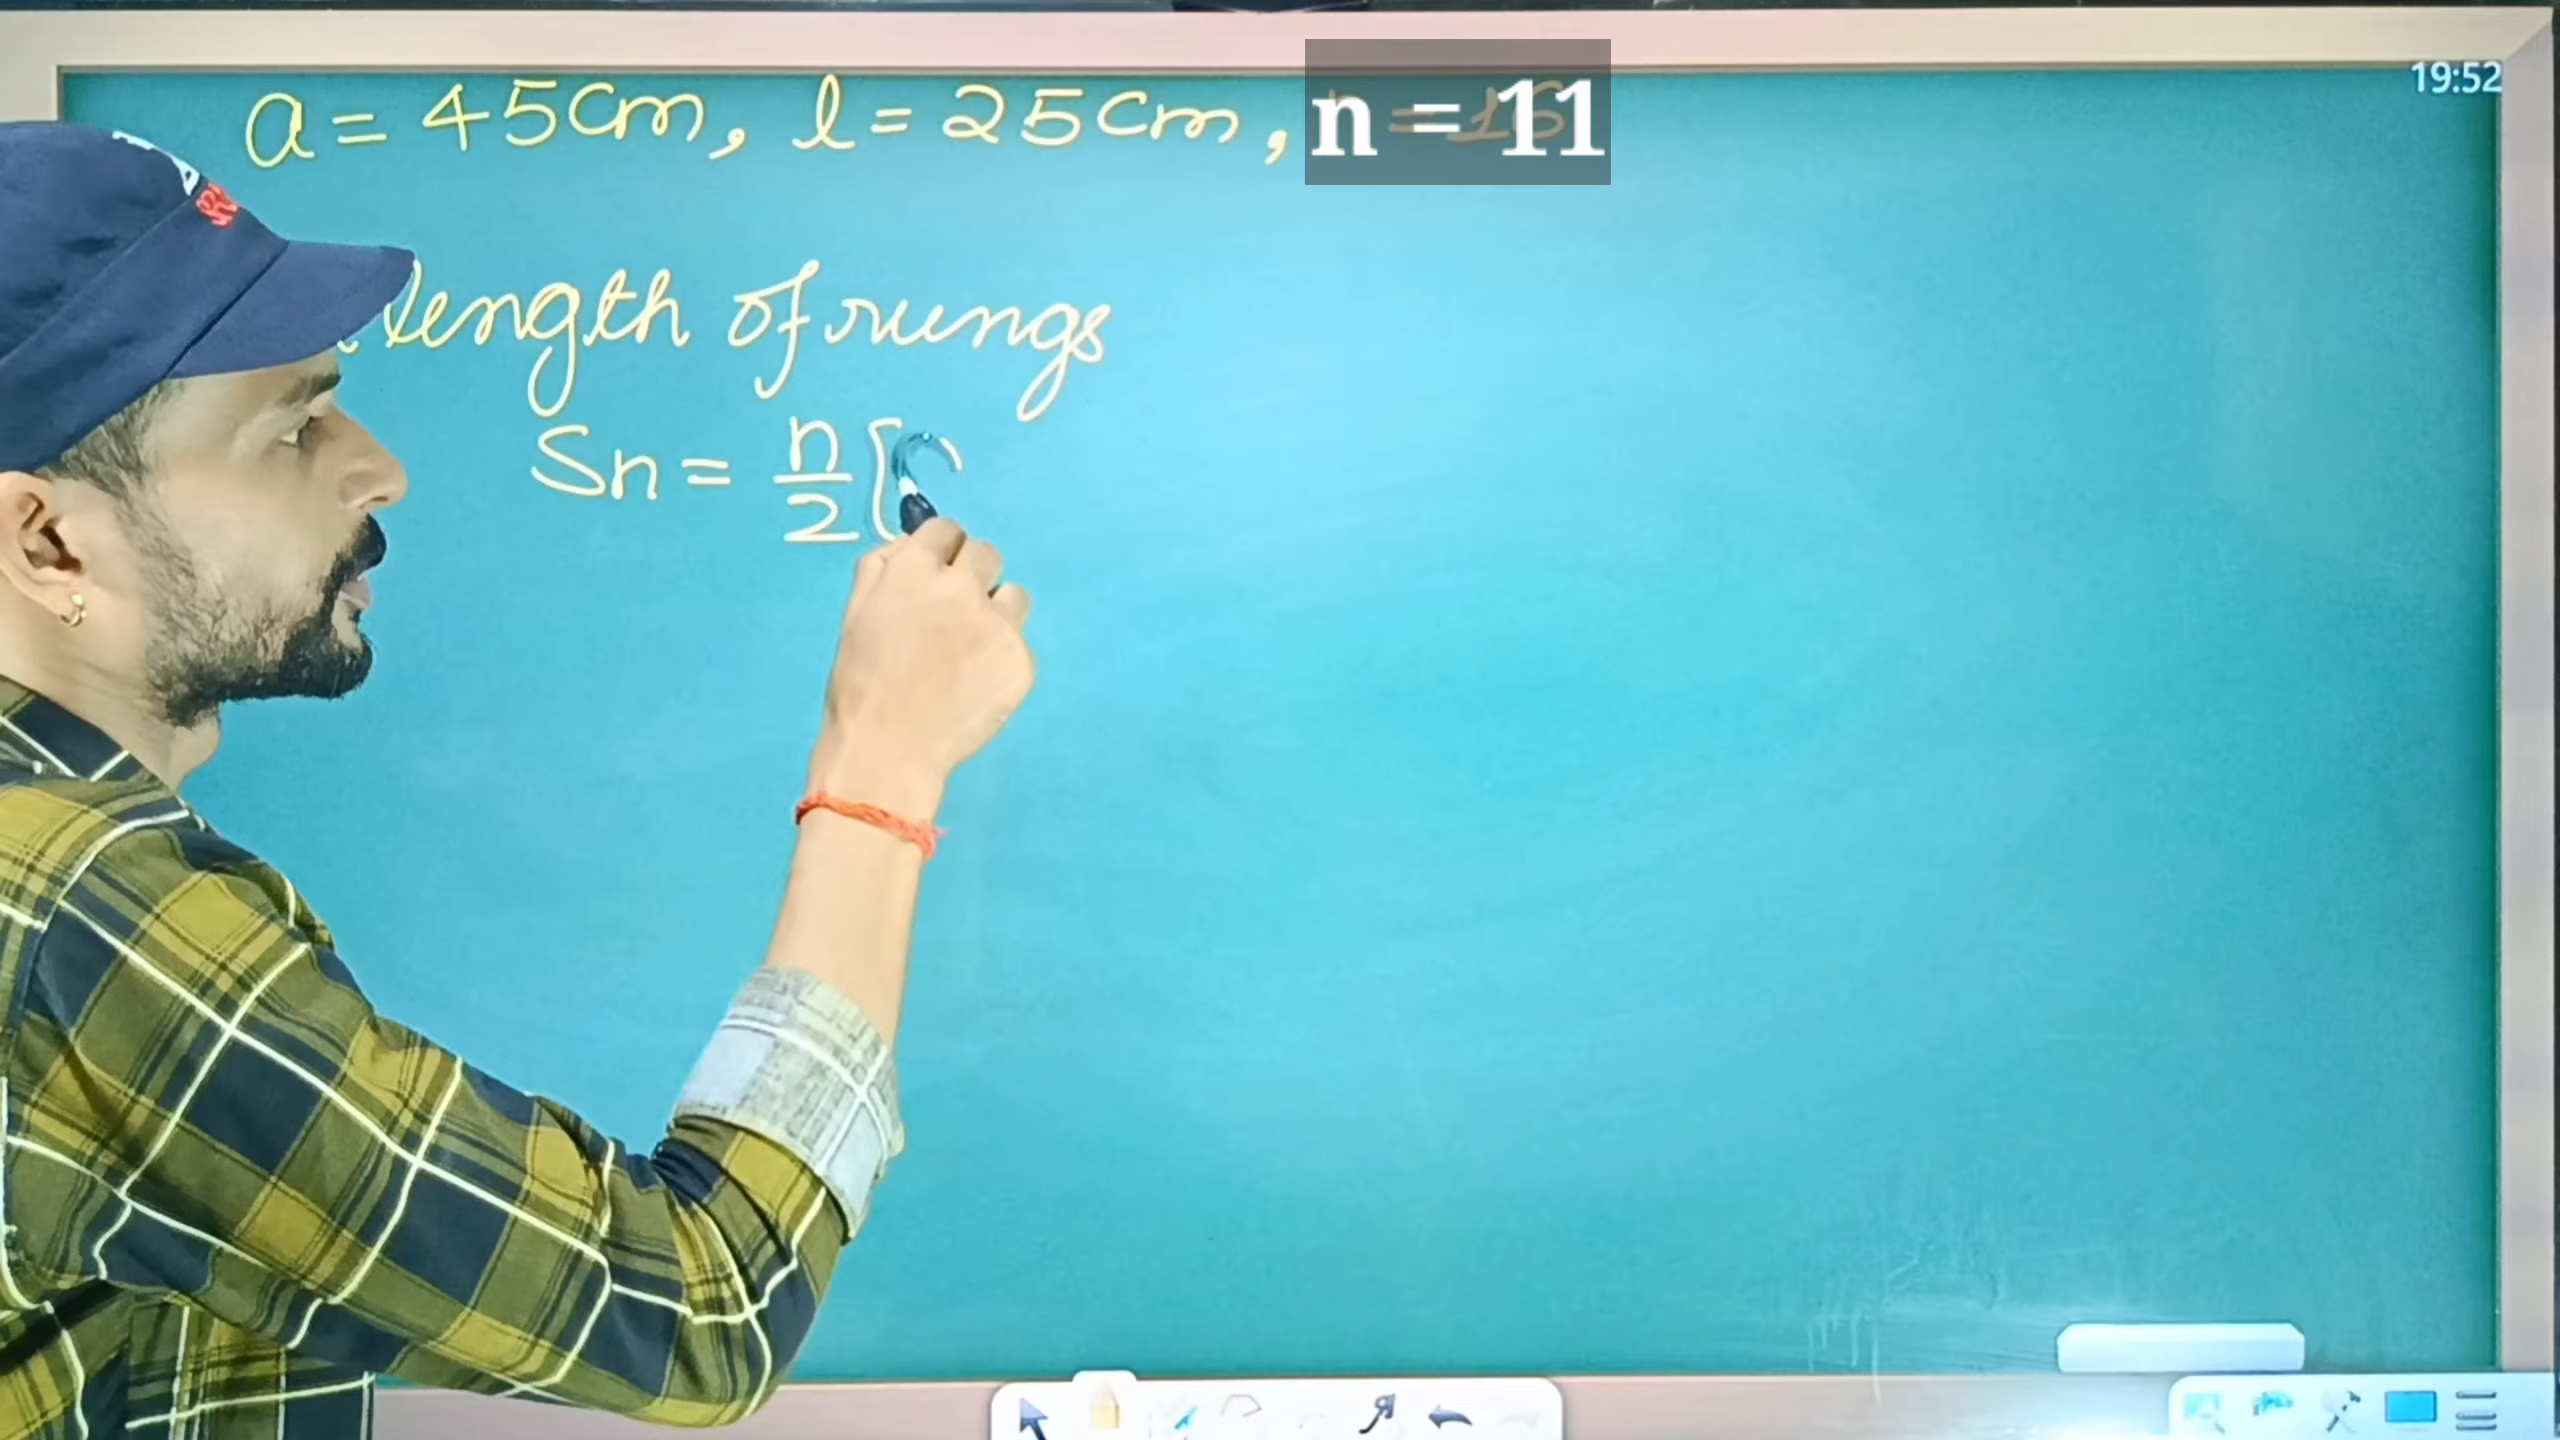 19:52
a = 45cm, l = 25cm, n = 11
length of rungs
Sn = n/2 [